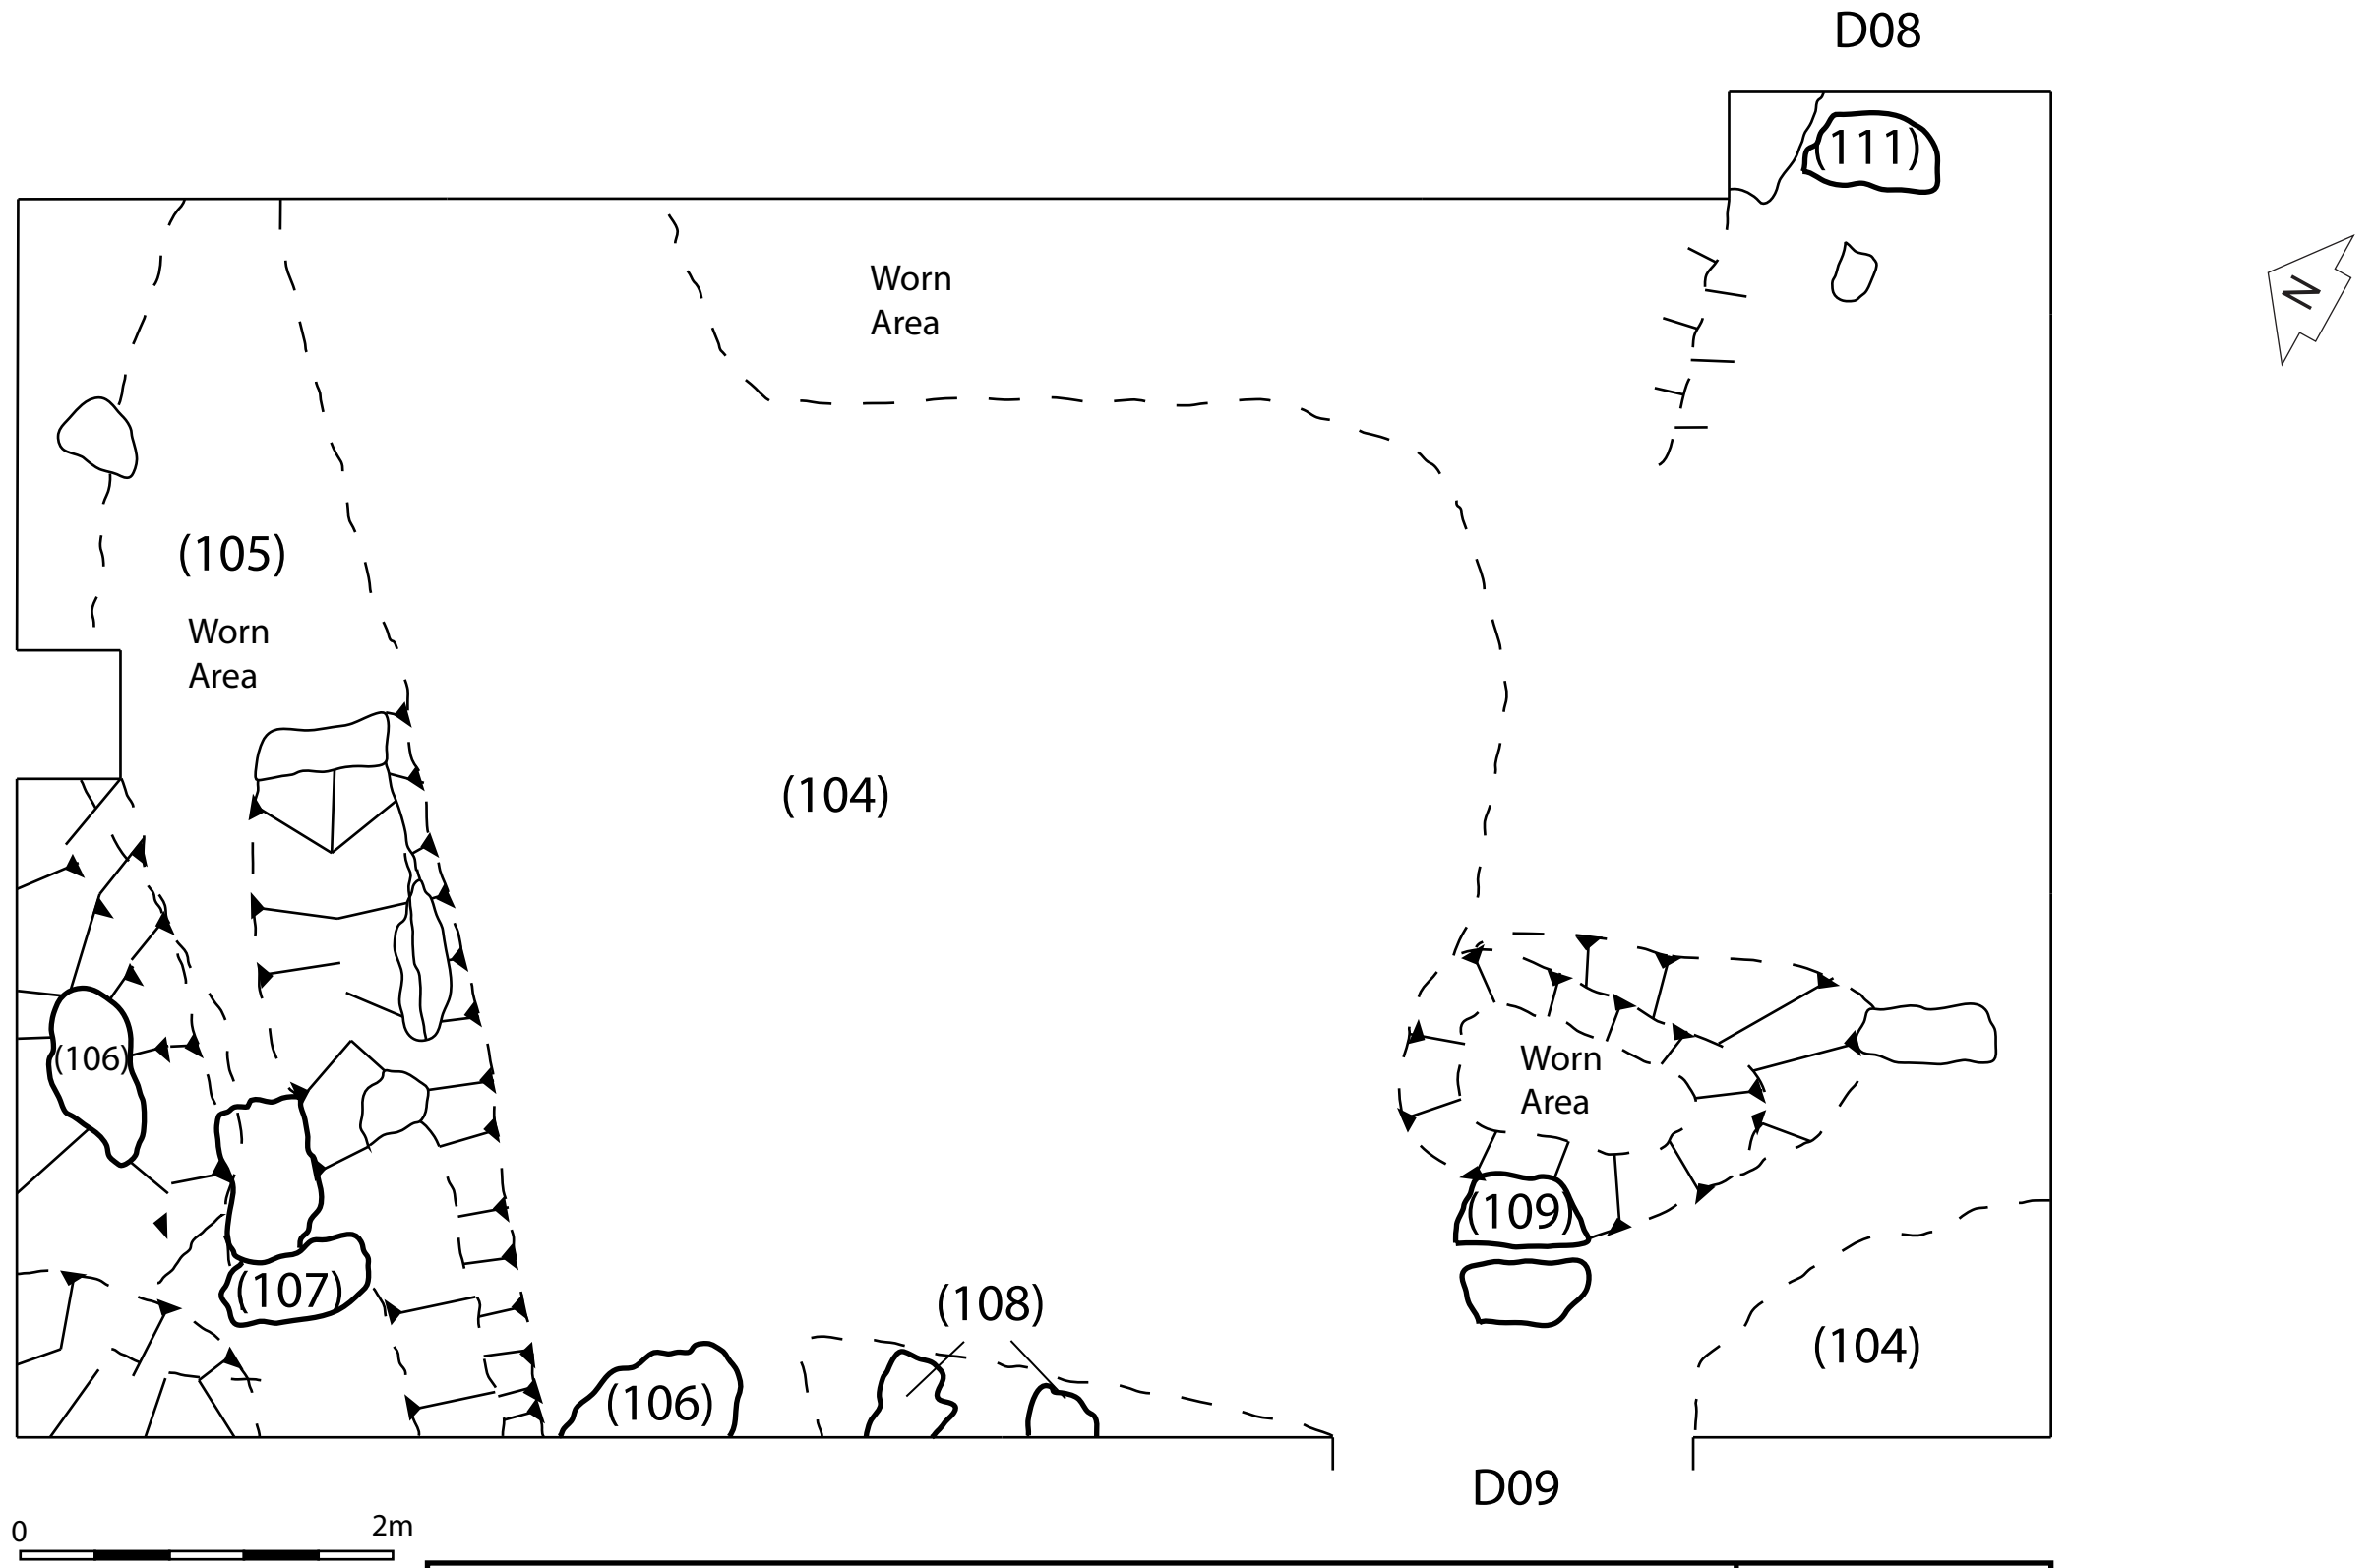 D08
(111)
N
Worn
Area
(105)
Worn
Area
(104)
(106)
Worn
Area
(109)
(107)
(108)
(104)
(106)
D09
0
2m